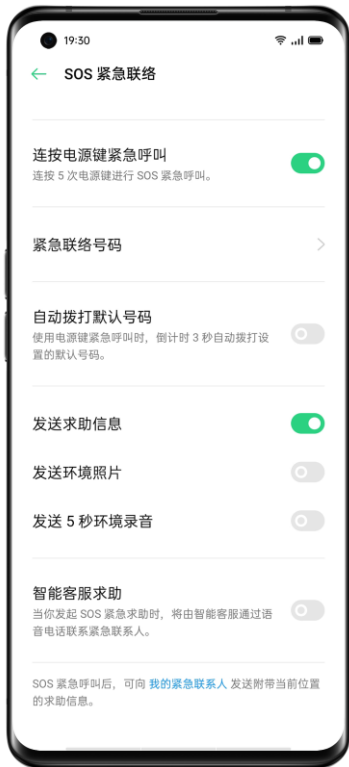 19:30
SOS 紧急联络
连按电源键紧急呼叫
连按 5 次电源键进行 SOS 紧急呼叫。
紧急联络号码
自动拨打默认号码
使用电源键紧急呼叫时，倒计时 3 秒自动拨打设
置的默认号码。
发送求助信息
发送环境照片
发送 5 秒环境录音
智能客服求助
当你发起 SOS 紧急求助时，将由智能客服通过语
音电话联系紧急联系人。
SOS 紧急呼叫后，可向 我的紧急联系人 发送附带当前位置
的求助信息。